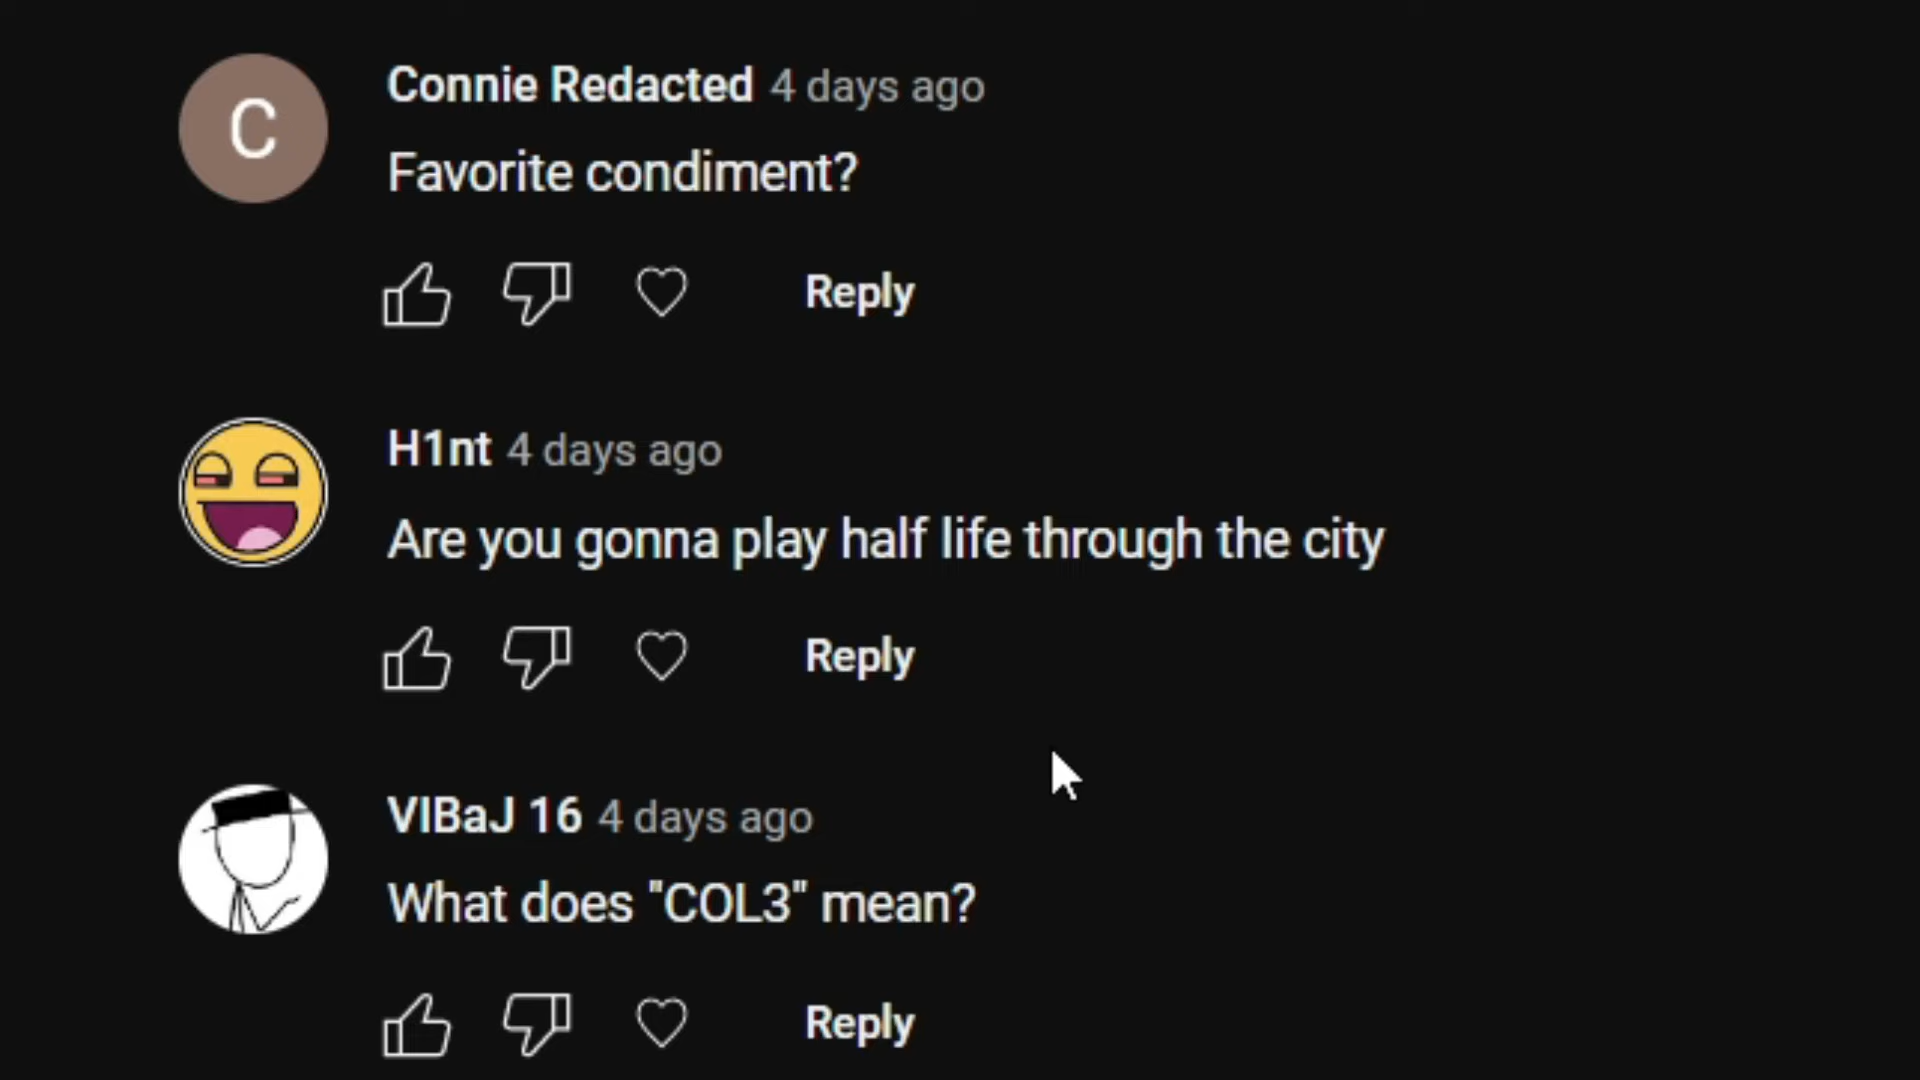 C
Connie Redacted 4 days ago
Favorite condiment?
Reply
H1nt 4 days ago
Are you gonna play half life through the city
Reply
VIBaJ 16 4 days ago
What does "COL3" mean?
Reply